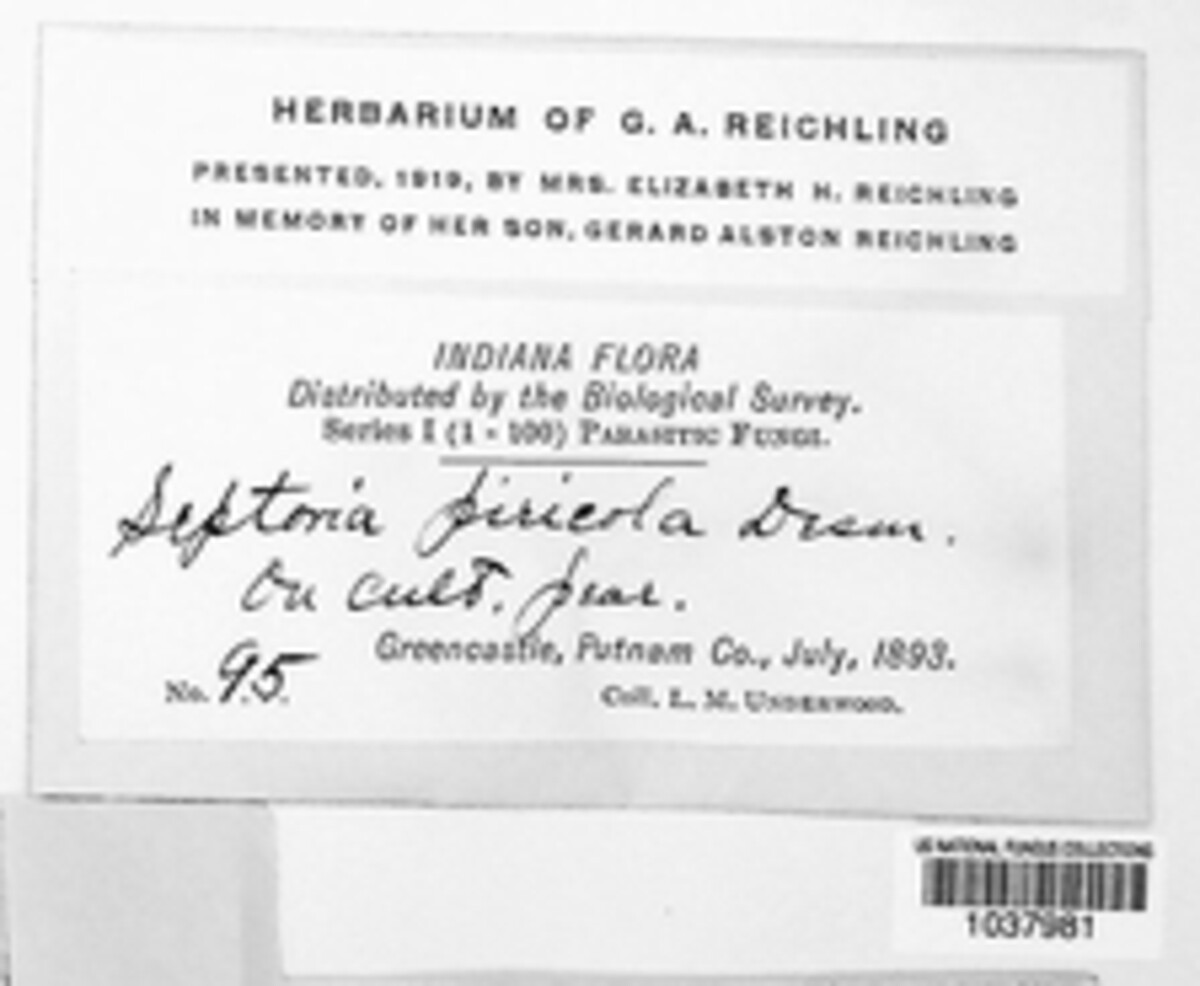 HERBARIUM OF G. A. REICHLING
PRESENTED, 1919, BY MRS. ELIZABETH H. REICHLING
IN MEMORY OF HER SON, GERARD ALSTON REICHLING
INDIANA FLORA
Distributed by the Biological Survey.
Series I (1 - 100) PARASITIC FUNGI.
Septoria piricola Desm.
On cult. pear.
Greencastle, Putnam Co., July, 1893.
No. 95.
Coll. L. M. UNDERWOOD.
US NATIONAL FUNGUS COLLECTIONS
1037981